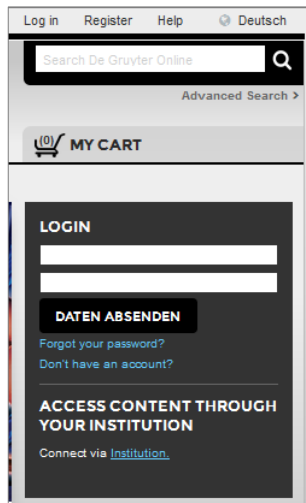 Log in Register Help Deutsch
Search De Gruyter Online
Advanced Search >
(0) MY CART
LOGIN
DATEN ABSENDEN
Forgot your password?
Don't have an account?
ACCESS CONTENT THROUGH
YOUR INSTITUTION
Connect via Institution.